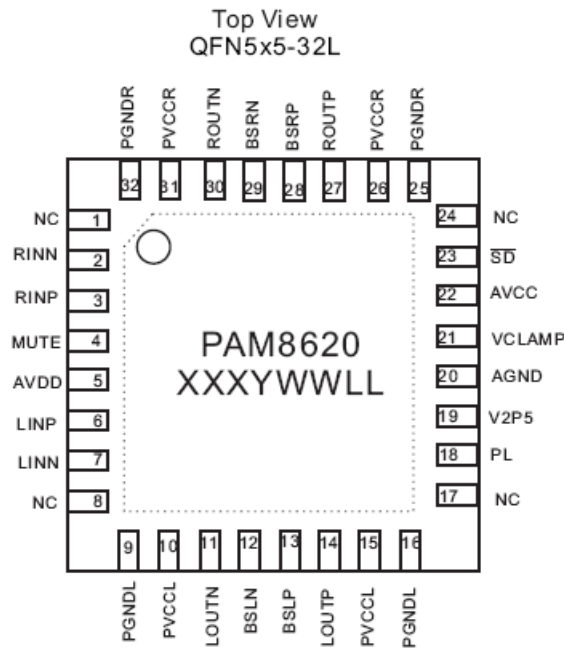 Top View
QFN5x5-32L
PGNDR
PVCCR
ROUTN
BSRN
BSRP
ROUTP
PVCCR
PGNDR
32
31
30
29
28
27
26
25
NC 1
RINN 2
RINP 3
MUTE 4
AVDD 5
LINP 6
LINN 7
NC 8
24 NC
23 SD
22 AVCC
21 VCLAMP
20 AGND
19 V2P5
18 PL
17 NC
PAM8620
XXXYWWLL
9
10
11
12
13
14
15
16
PGNDL
PVCCL
LOUTN
BSLN
BSLP
LOUTP
PVCCL
PGNDL